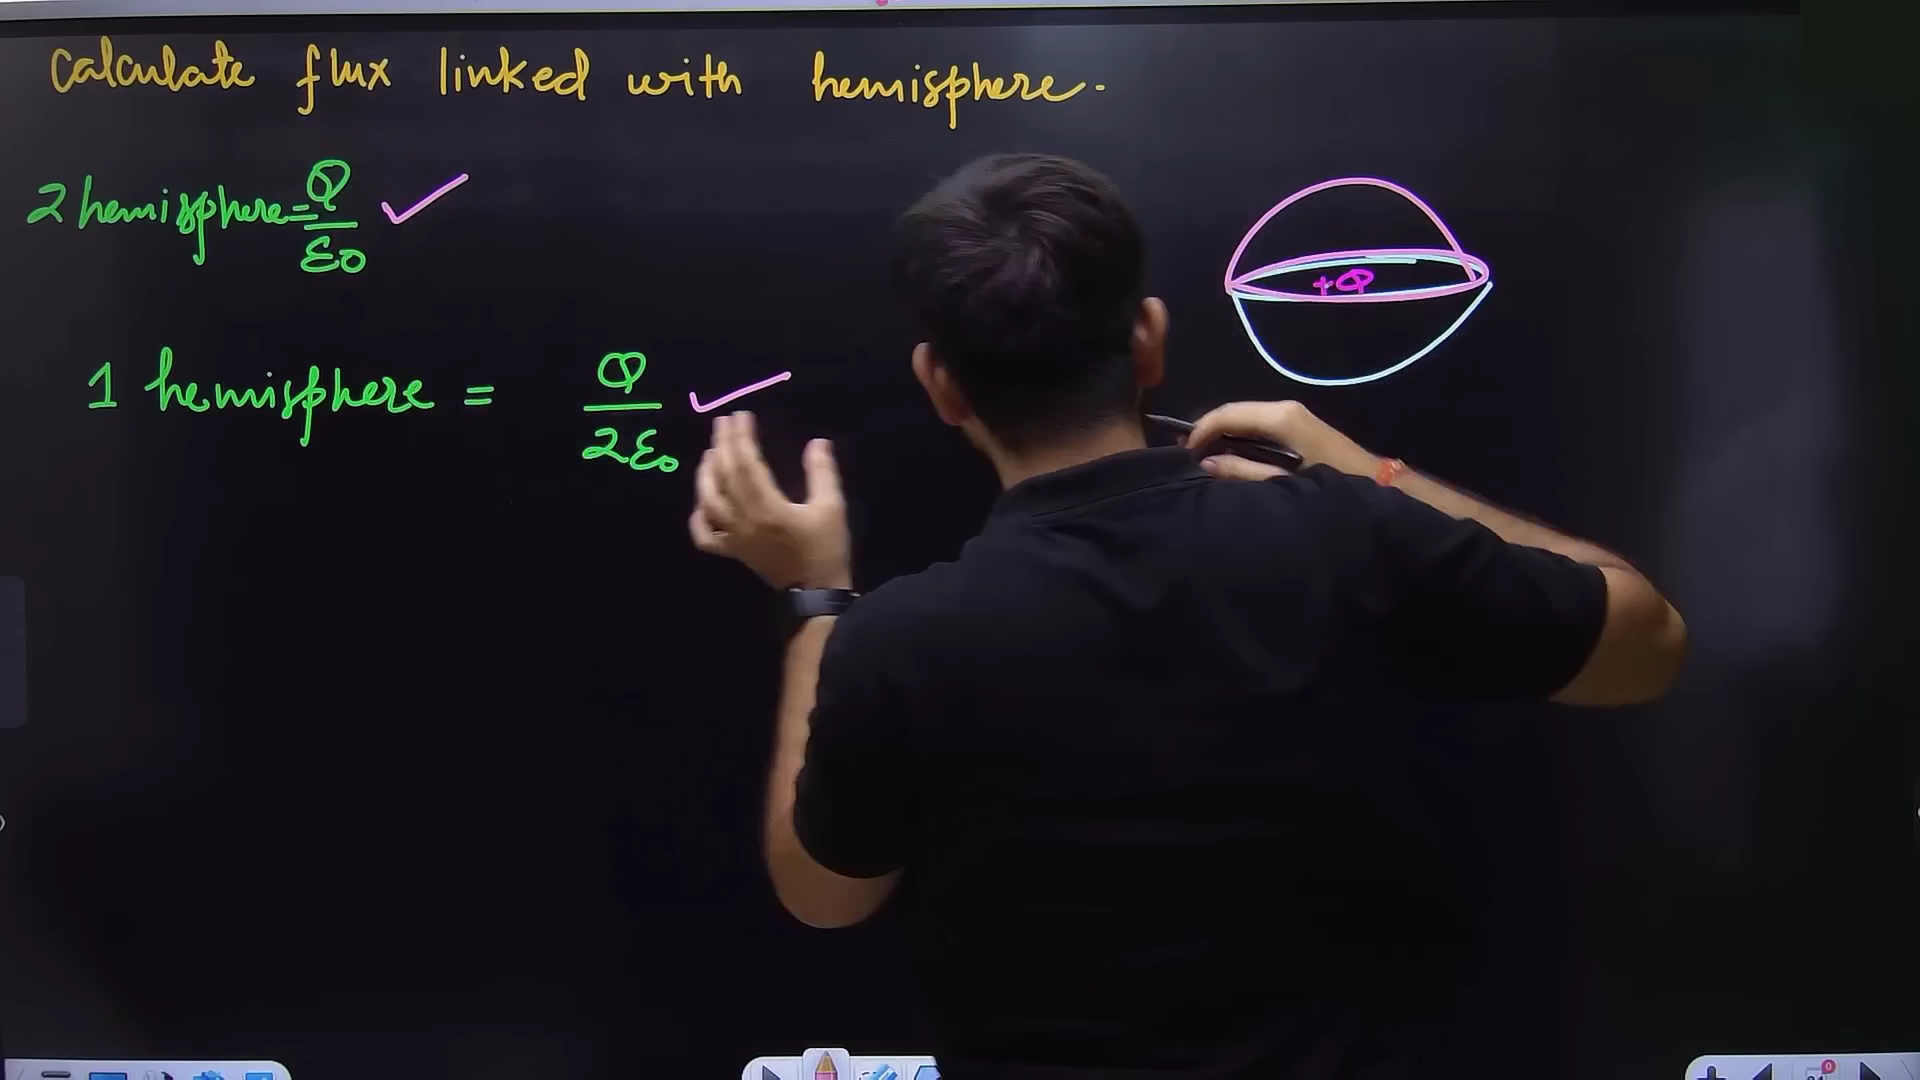 Calculate flux linked with hemisphere.
2 hemisphere = Q/ε0
1 hemisphere = Q/2ε0
+Q